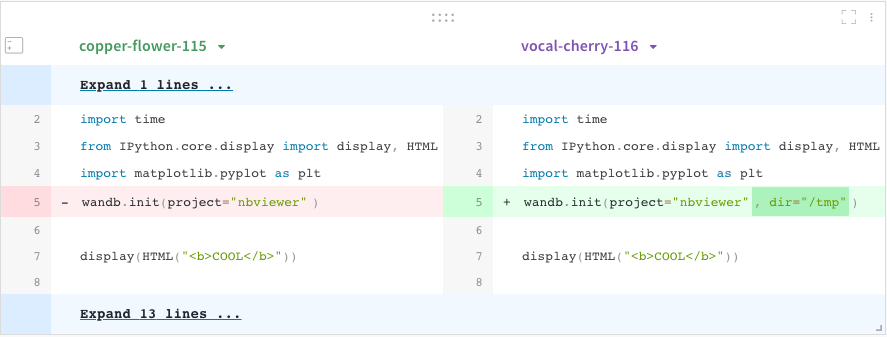 copper-flower-115
vocal-cherry-116
Expand 1 lines ...
2 import time
3 from IPython.core.display import display, HTML
4 import matplotlib.pyplot as plt
5 - wandb.init(project="nbviewer" )
6
7 display(HTML("<b>COOL</b>"))
8
2 import time
3 from IPython.core.display import display, HTML
4 import matplotlib.pyplot as plt
5 + wandb.init(project="nbviewer" , dir="/tmp" )
6
7 display(HTML("<b>COOL</b>"))
8
Expand 13 lines ...